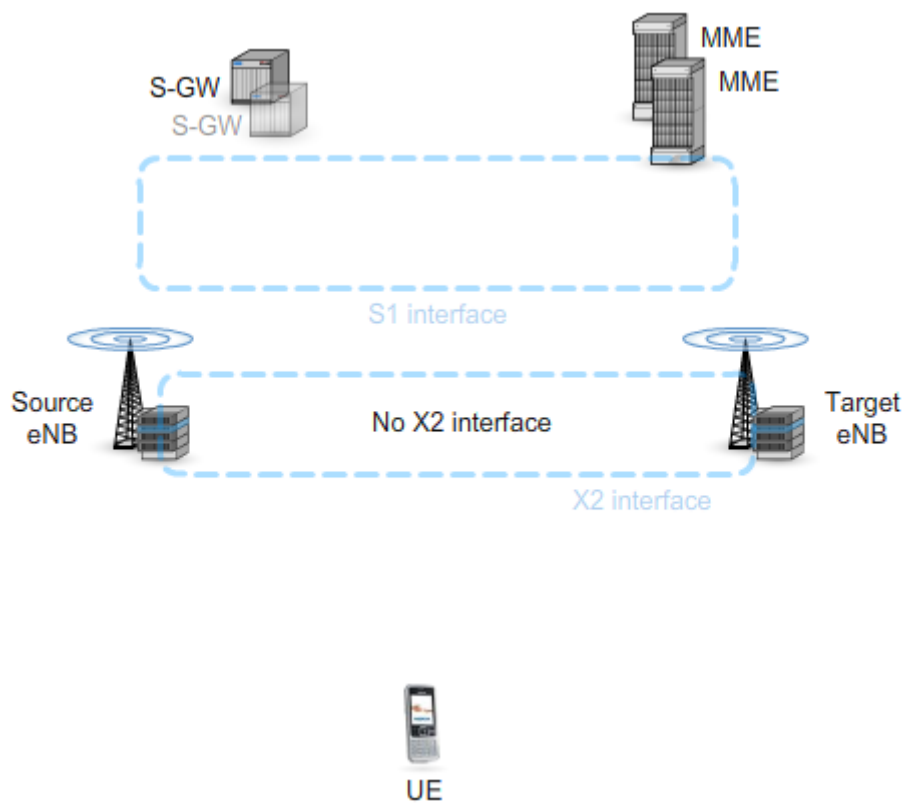 MME
S-GW
MME
S-GW
S1 interface
Source
eNB
No X2 interface
Target
eNB
X2 interface
UE